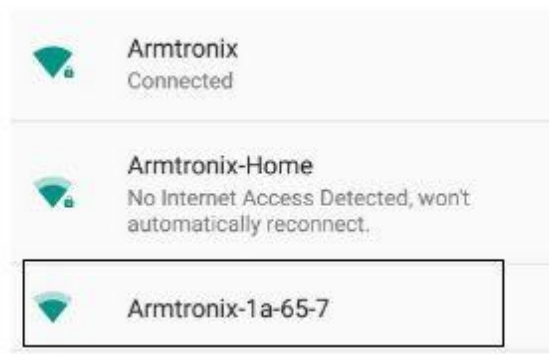 Armtronix
Connected
Armtronix-Home
No Internet Access Detected, won't
automatically reconnect.
Armtronix-1a-65-7